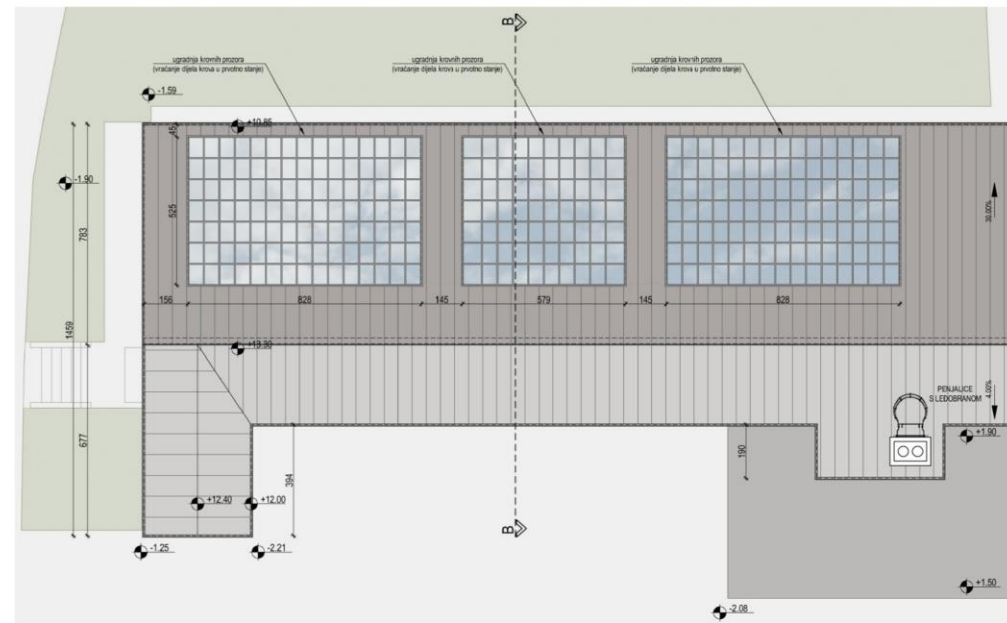 B
ugradnja krovnih prozora
(vraćanje dijela krova u prvotno stanje)
ugradnja krovnih prozora
(vraćanje dijela krova u prvotno stanje)
ugradnja krovnih prozora
(vraćanje dijela krova u prvotno stanje)
-1.59
+10.85
45
-1.90
525
783
30.00%
156
828
145
579
145
828
1459
+13.30
PENJALICE
S LEDOBRANOM
4.00%
677
+1.90
190
394
+12.40
+12.00
B
-1.25
-2.21
+1.50
-2.08